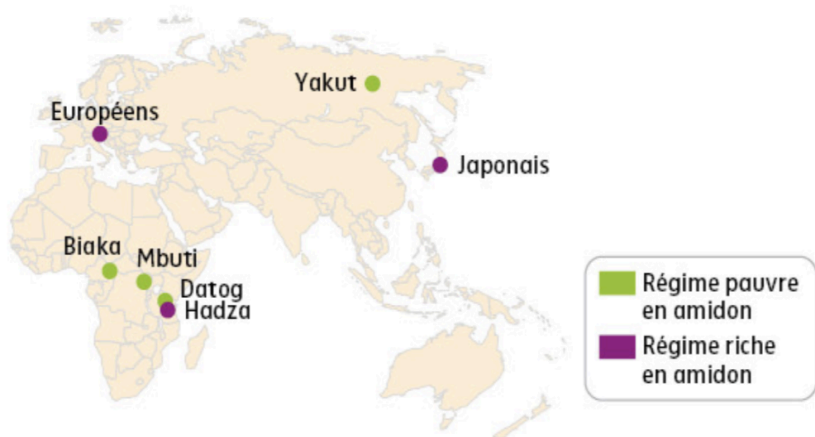 Yakut
Européens
Japonais
Biaka
Mbuti
Datog
Hadza
Régime pauvre
en amidon
Régime riche
en amidon